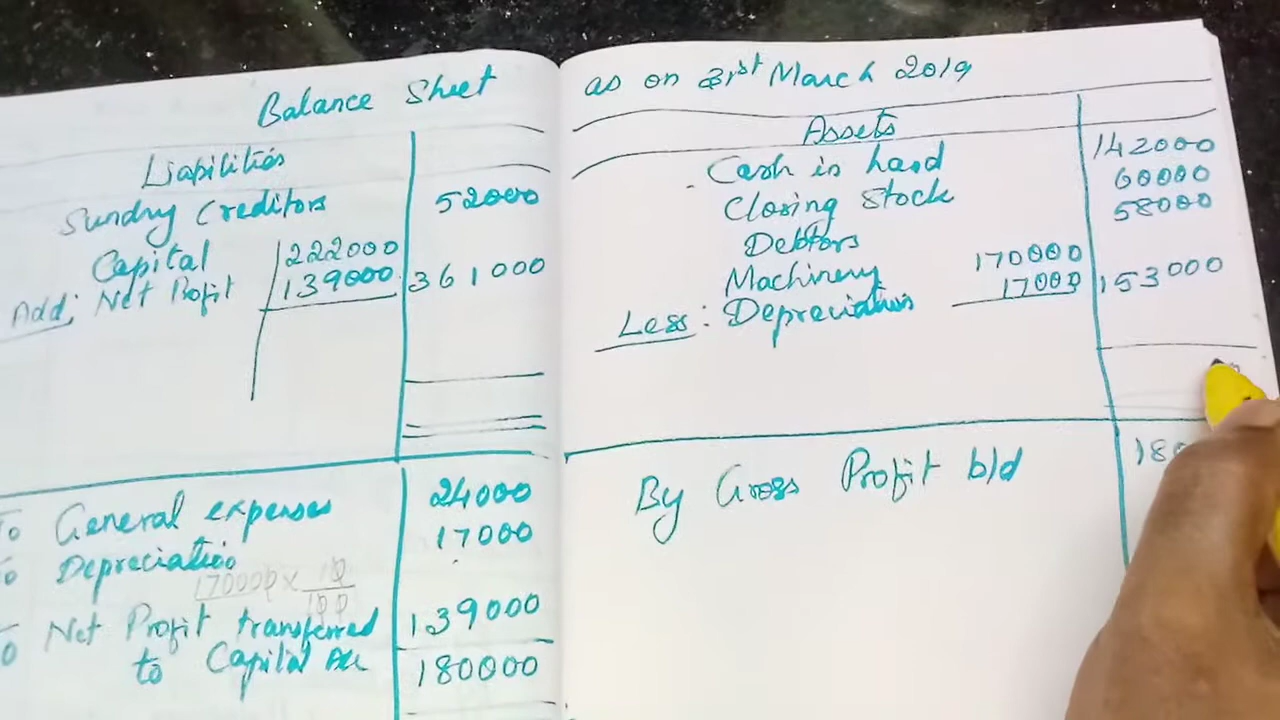 Balance Sheet as on 31st March 2019
Liabilities
Sundry Creditors 52000
Capital 222000
Add: Net Profit 139000 361000
Assets
Cash in hand 142000
Closing Stock 60000
Debtors 58000
Machinery 170000
Less: Depreciation 17000 153000
To General expenses 24000
To Depreciation 17000
170000 x 10
100
To Net Profit transferred 139000
to Capital A/c
180000
By Gross Profit b/d